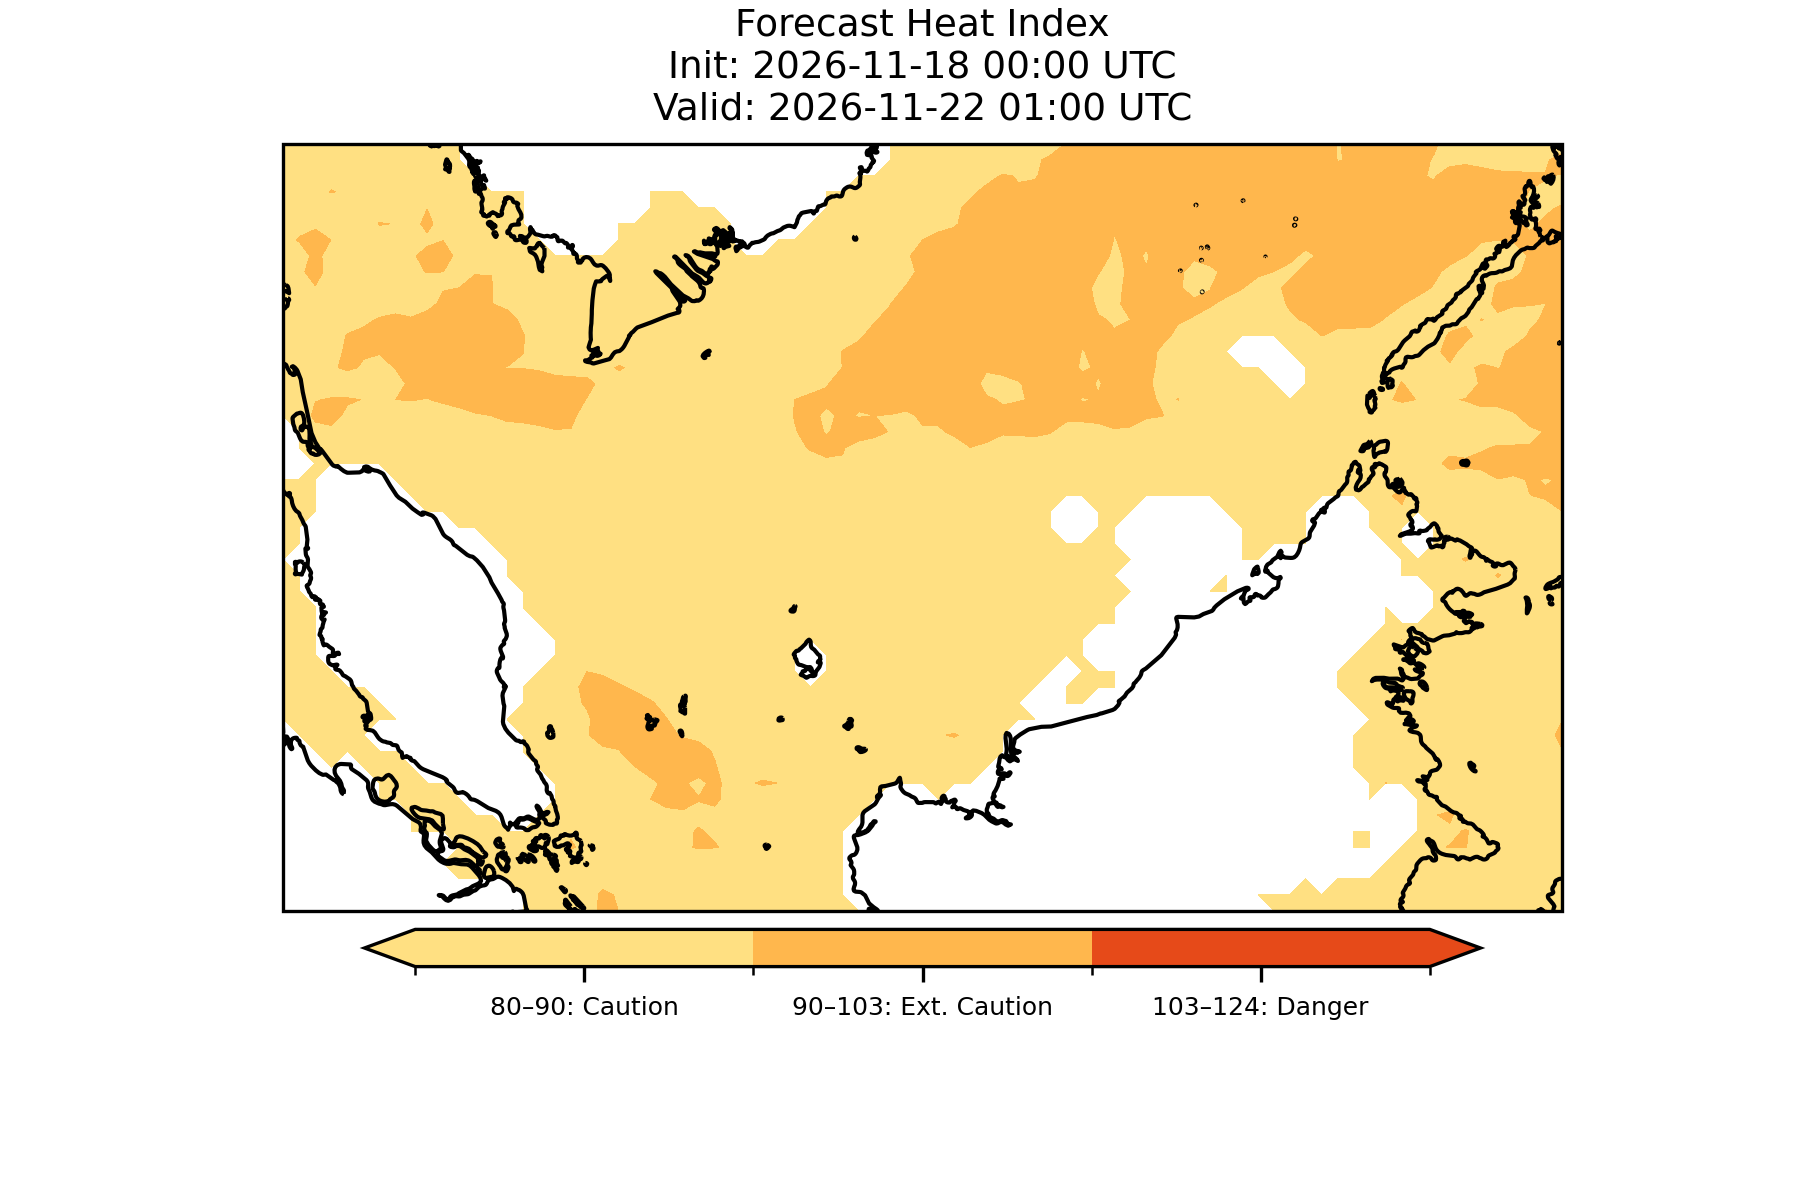 Forecast Heat Index
Init: 2026-11-18 00:00 UTC
Valid: 2026-11-22 01:00 UTC
80–90: Caution
90–103: Ext. Caution
103–124: Danger